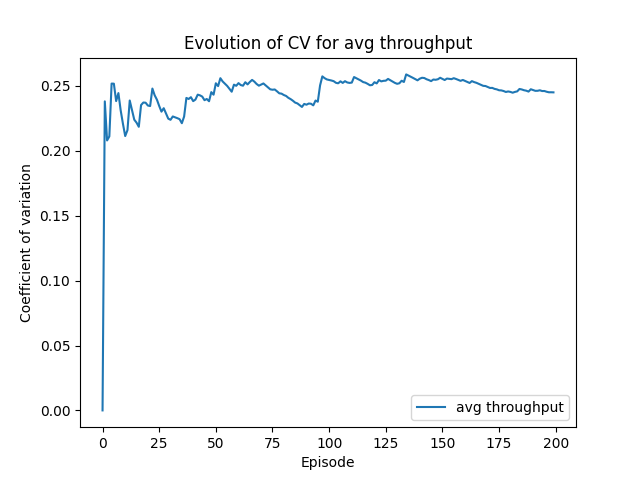 Evolution of CV for avg throughput
Coefficient of variation
0.25
0.20
0.15
0.10
0.05
0.00
avg throughput
0 25 50 75 100 125 150 175 200
Episode